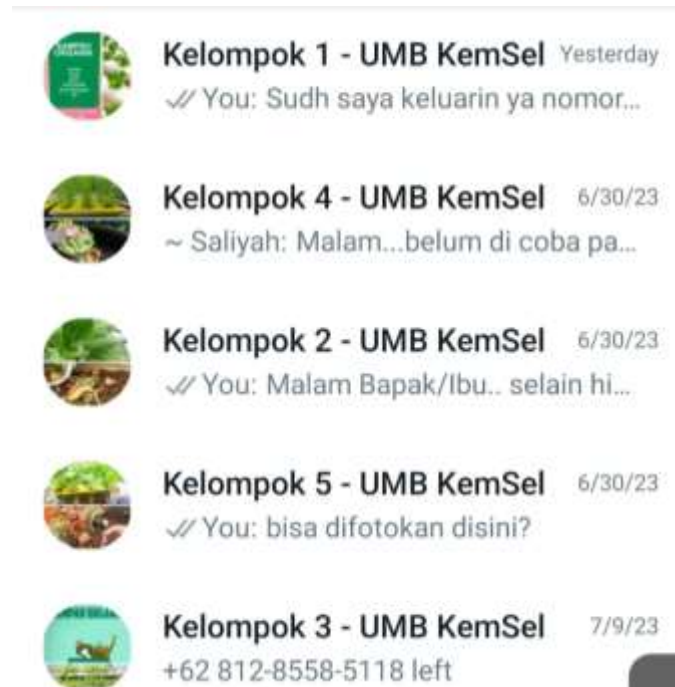 Kelompok 1 - UMB KemSel Yesterday
You: Sudh saya keluarin ya nomor...
Kelompok 4 - UMB KemSel 6/30/23
~ Saliyah: Malam...belum di coba pa...
Kelompok 2 - UMB KemSel 6/30/23
You: Malam Bapak/Ibu.. selain hi...
Kelompok 5 - UMB KemSel 6/30/23
You: bisa difotokan disini?
Kelompok 3 - UMB KemSel 7/9/23
+62 812-8558-5118 left